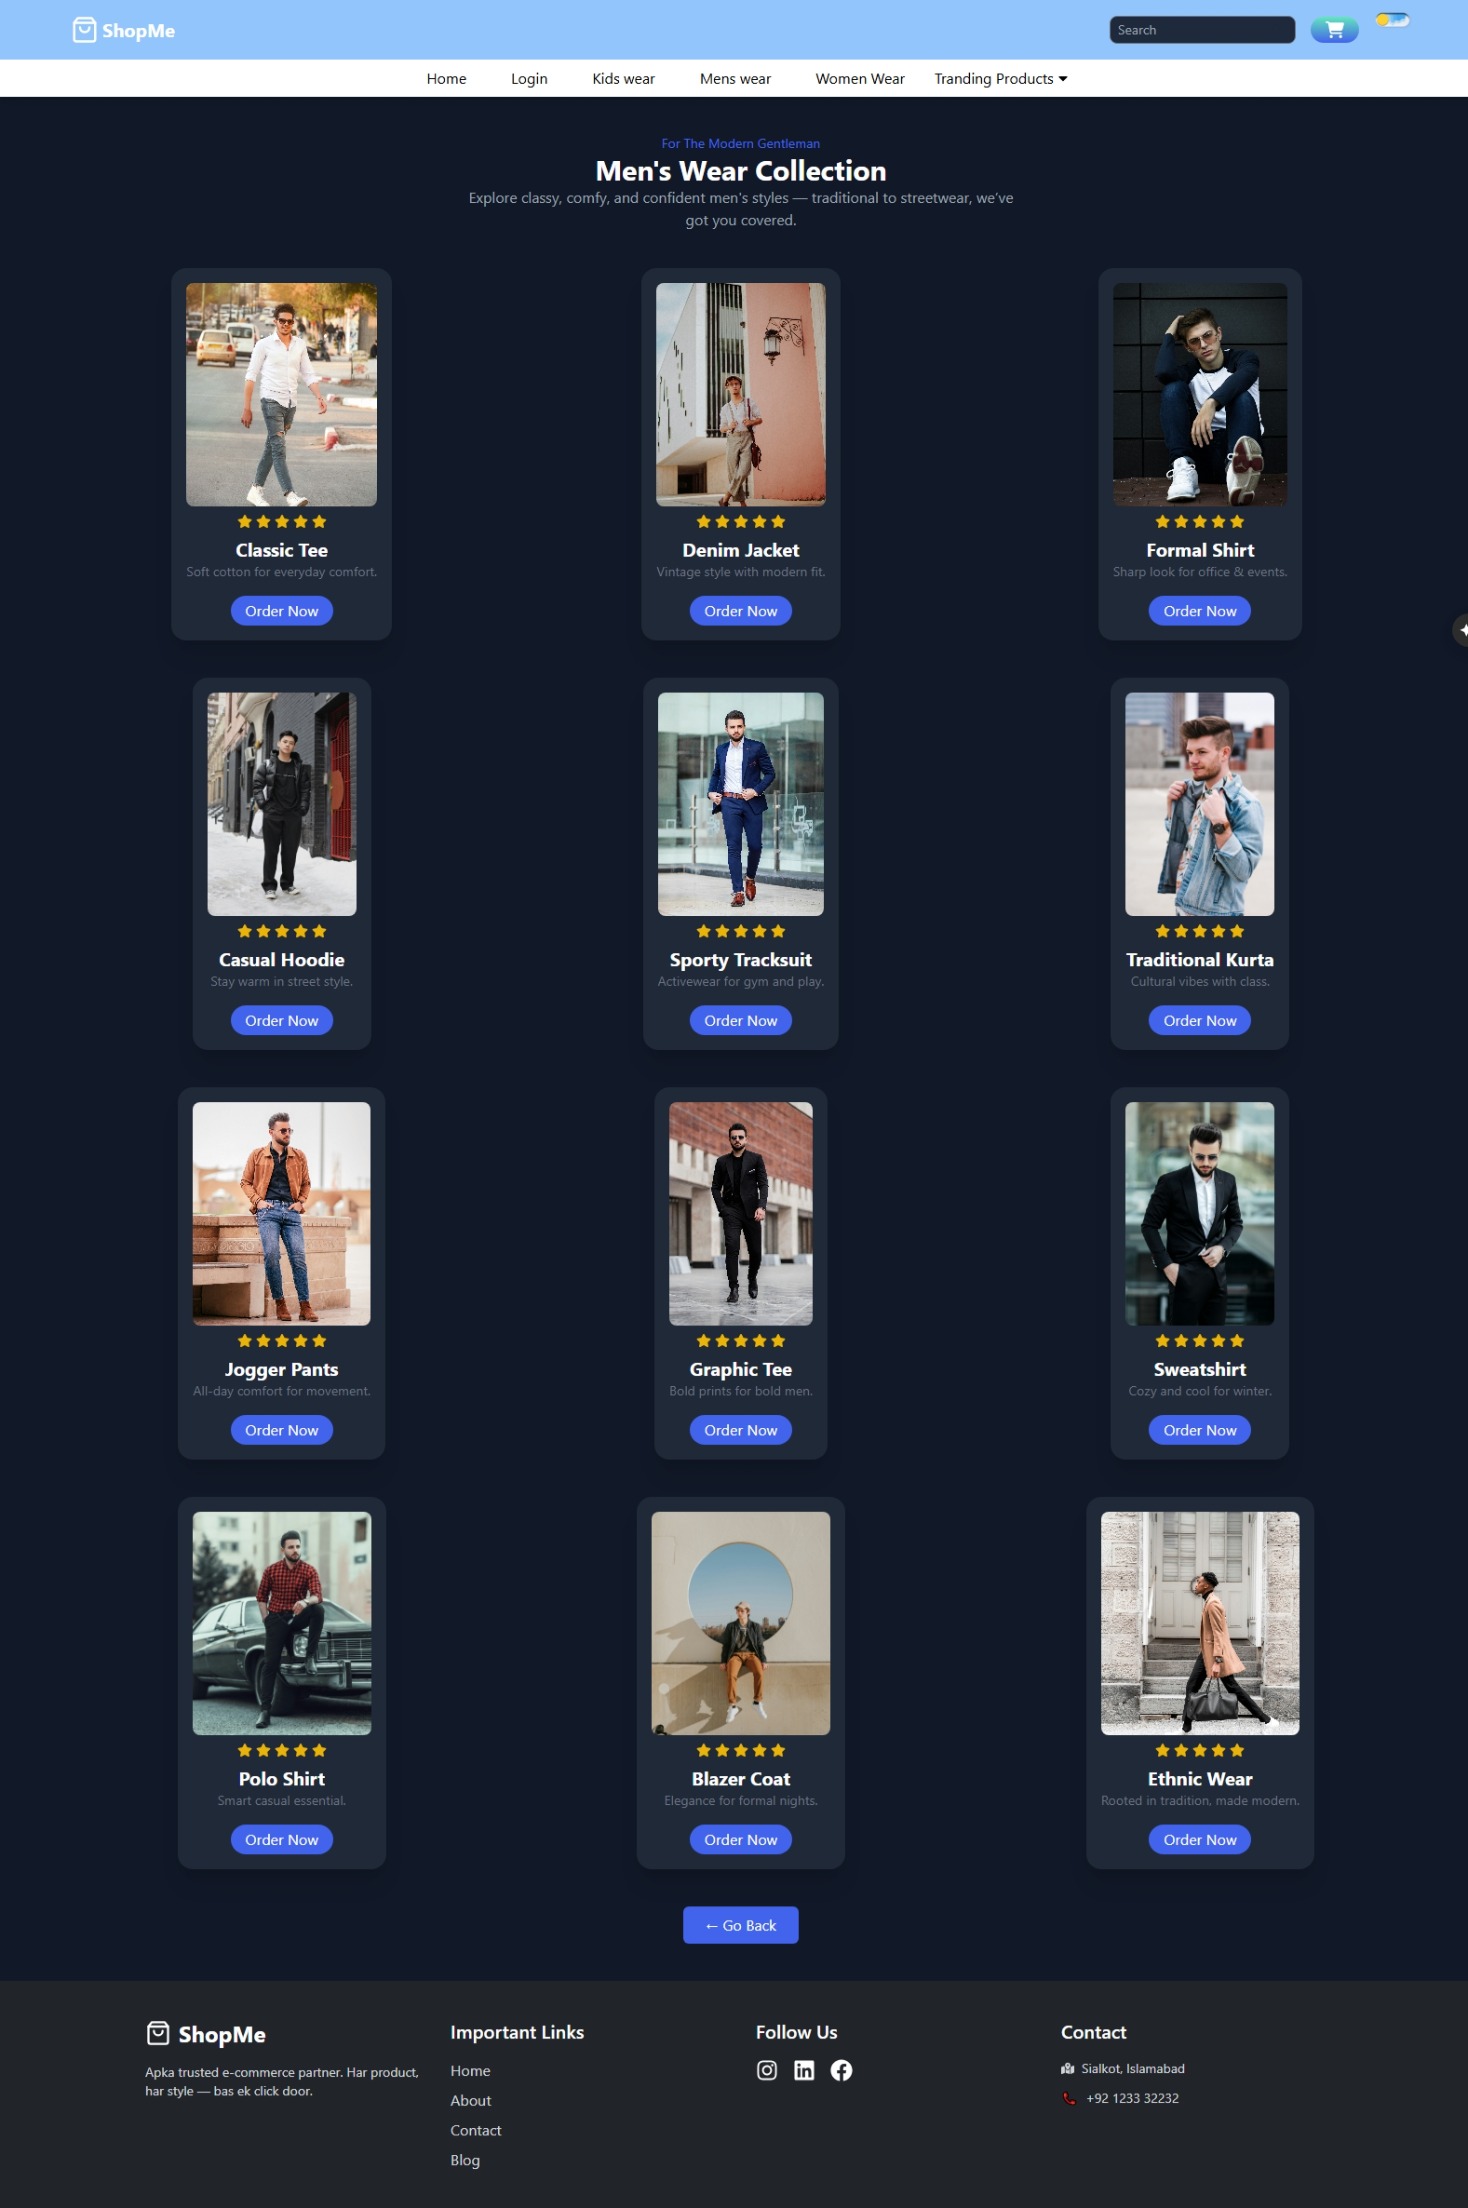 ShopMe
Search
Home Login Kids wear Mens wear Women Wear Tranding Products
For The Modern Gentleman
Men's Wear Collection
Explore classy, comfy, and confident men's styles — traditional to streetwear, we've
got you covered.
Classic Tee
Soft cotton for everyday comfort.
Order Now
Denim Jacket
Vintage style with modern fit.
Order Now
Formal Shirt
Sharp look for office & events.
Order Now
Casual Hoodie
Stay warm in street style.
Order Now
Sporty Tracksuit
Activewear for gym and play.
Order Now
Traditional Kurta
Cultural vibes with class.
Order Now
Jogger Pants
All-day comfort for movement.
Order Now
Graphic Tee
Bold prints for bold men.
Order Now
Sweatshirt
Cozy and cool for winter.
Order Now
Polo Shirt
Smart casual essential.
Order Now
Blazer Coat
Elegance for formal nights.
Order Now
Ethnic Wear
Rooted in tradition, made modern.
Order Now
← Go Back
ShopMe
Apka trusted e-commerce partner. Har product,
har style — bas ek click door.
Important Links
Home
About
Contact
Blog
Follow Us
Contact
Sialkot, Islamabad
+92 1233 32232